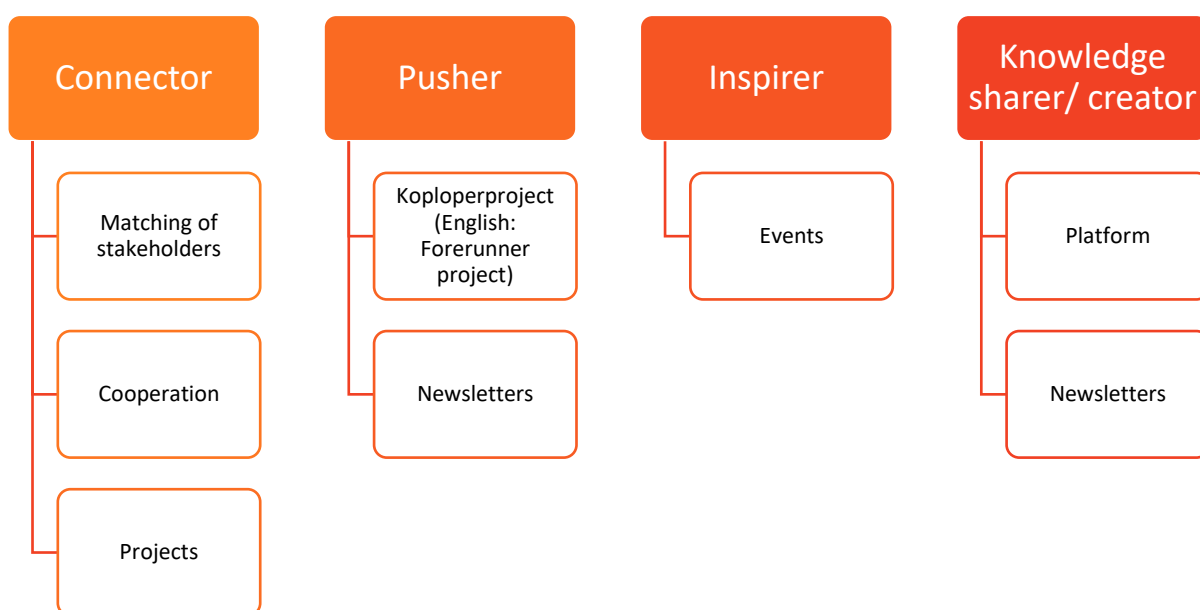 Connector
Matching of
stakeholders
Cooperation
Projects
Pusher
Koploperproject
(English:
Forerunner
project)
Newsletters
Inspirer
Events
Knowledge
sharer/ creator
Platform
Newsletters